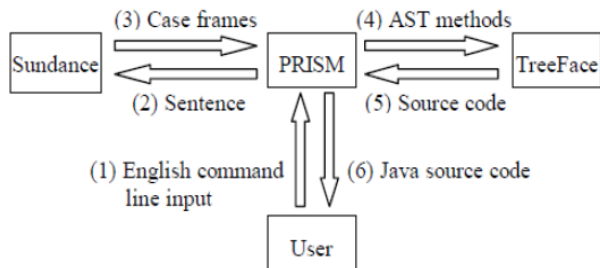 (3) Case frames
(4) AST methods
Sundance
PRISM
TreeFace
(2) Sentence
(5) Source code
(1) English command
line input
(6) Java source code
User